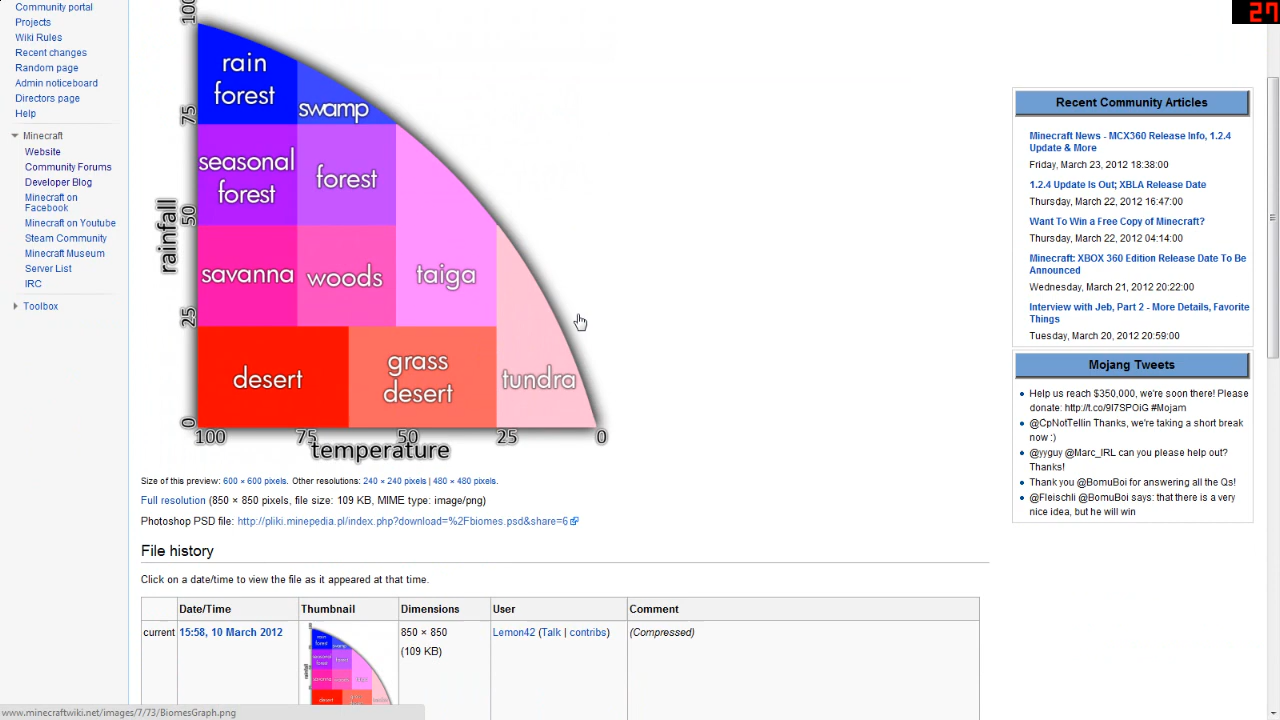 27
Community portal
Projects
Wiki Rules
Recent changes
Random page
Admin noticeboard
Directors page
Help
Minecraft
Website
Community Forums
Developer Blog
Minecraft on
Facebook
Minecraft on Youtube
Steam Community
Minecraft Museum
Server List
IRC
Toolbox
100
75
50
25
0
rainfall
rain
forest
swamp
seasonal
forest
forest
savanna
woods
taiga
desert
grass
desert
tundra
100
75
50
25
0
temperature
Size of this preview: 600 × 600 pixels. Other resolutions: 240 × 240 pixels | 480 × 480 pixels.
Full resolution (850 × 850 pixels, file size: 109 KB, MIME type: image/png)
Photoshop PSD file: http://pliki.minepedia.pl/index.php?download=%2Fbiomes.psd&share=6
File history
Click on a date/time to view the file as it appeared at that time.
Date/Time Thumbnail Dimensions User Comment
current 15:58, 10 March 2012 850 × 850 Lemon42 (Talk | contribs) (Compressed)
(109 KB)
Recent Community Articles
Minecraft News - MCX360 Release Info, 1.2.4
Update & More
Friday, March 23, 2012 18:38:00
1.2.4 Update Is Out; XBLA Release Date
Thursday, March 22, 2012 16:47:00
Want To Win a Free Copy of Minecraft?
Thursday, March 22, 2012 04:14:00
Minecraft: XBOX 360 Edition Release Date To Be
Announced
Wednesday, March 21, 2012 20:22:00
Interview with Jeb, Part 2 - More Details, Favorite
Things
Tuesday, March 20, 2012 20:59:00
Mojang Tweets
Help us reach $350,000, we're soon there! Please
donate: http://t.co/9I7SPOiG #Mojam
@CpNofTellin Thanks, we're taking a short break
now :)
@yyguy @Marc_IRL can you please help out?
Thanks!
Thank you @BomuBoi for answering all the Qs!
@Fleischli @BomuBoi says: that there is a very
nice idea, but he will win
www.minecraftwiki.net/images/7/73/BiomesGraph.png